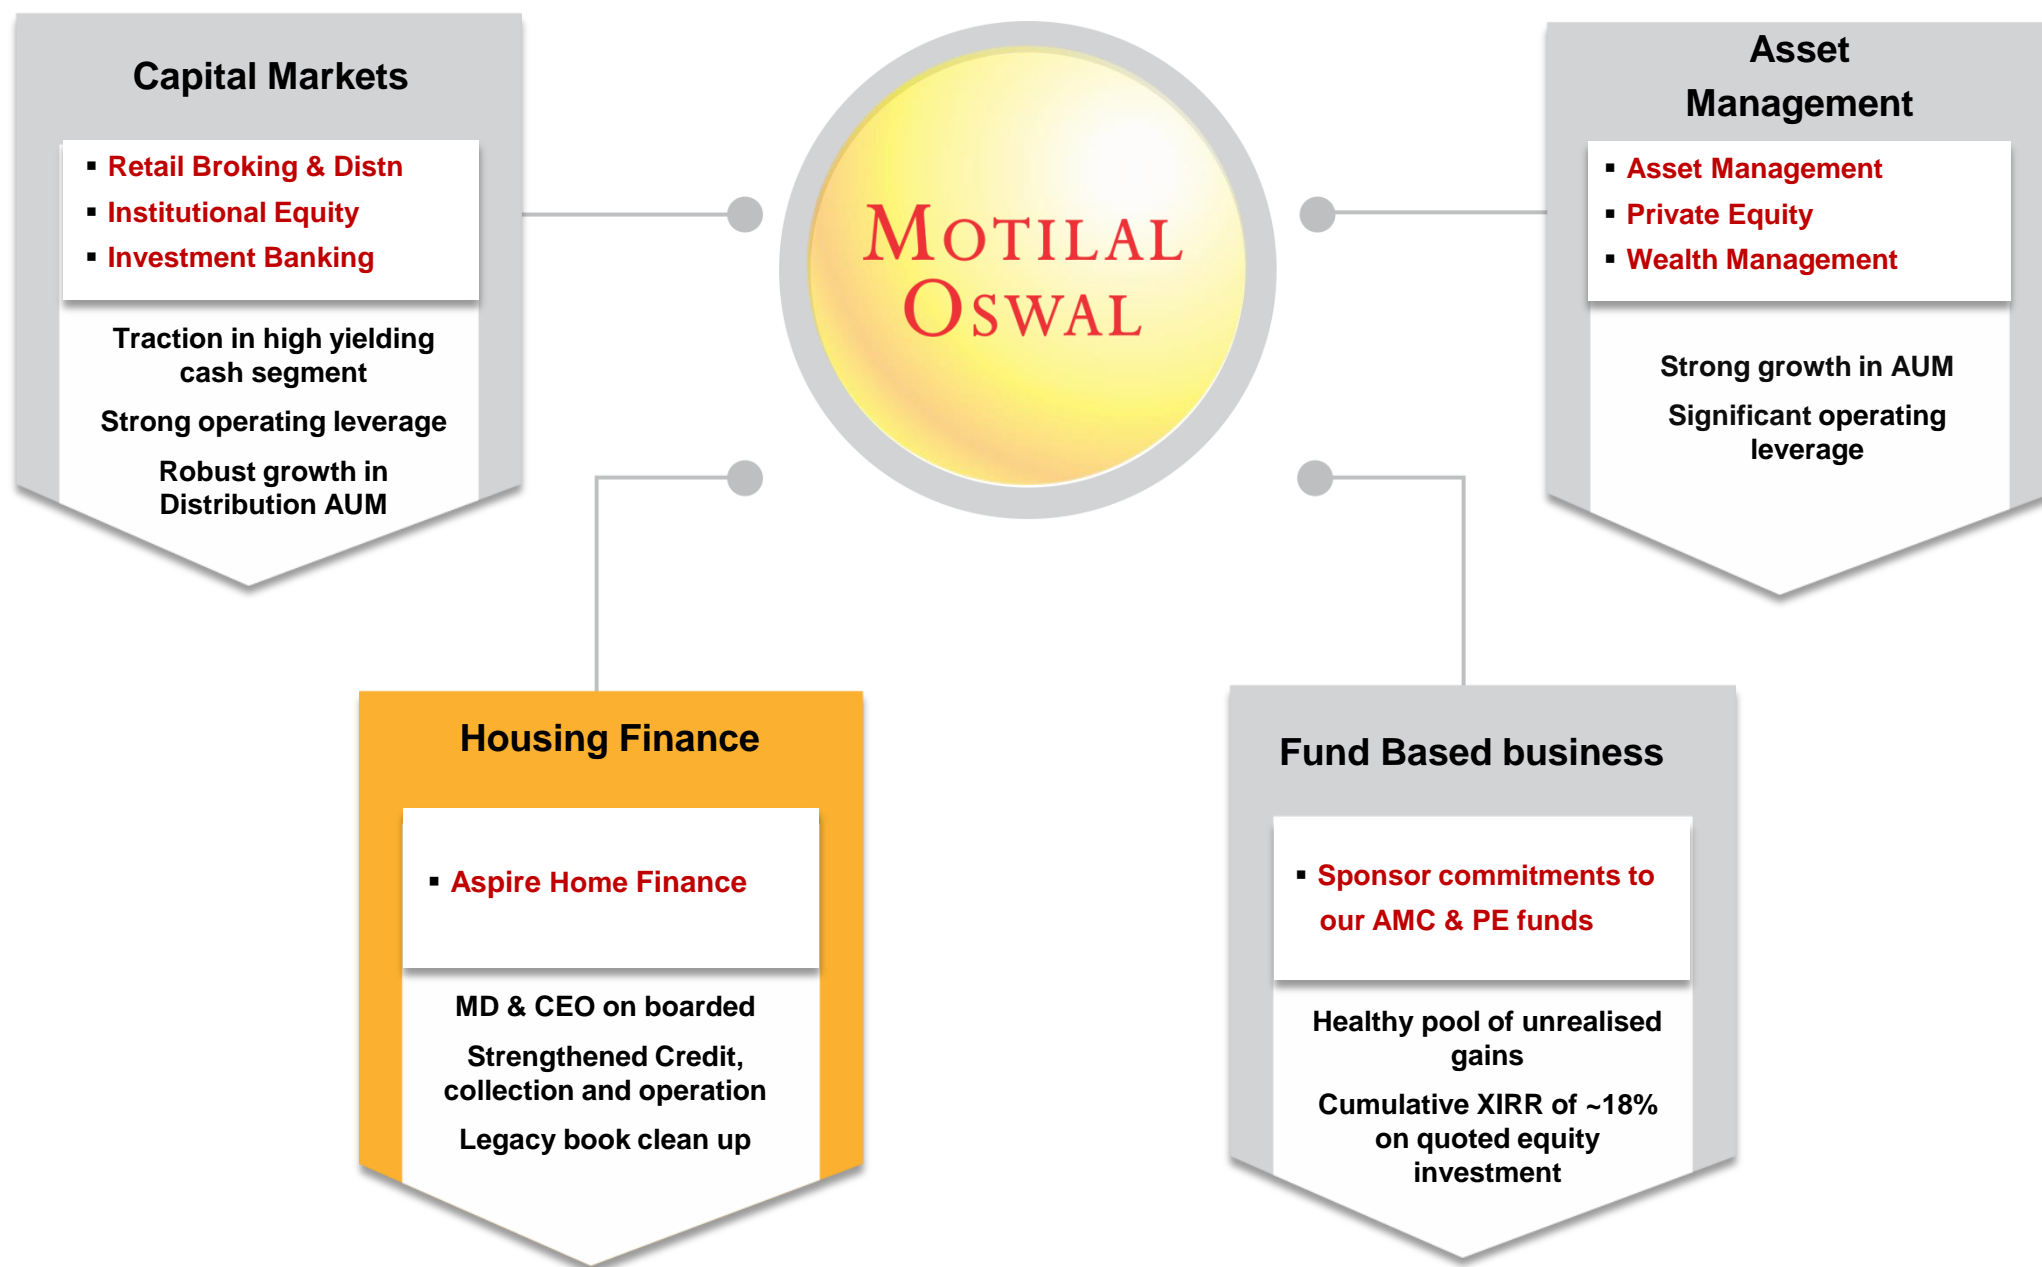 Capital Markets
▪ Retail Broking & Distn
▪ Institutional Equity
▪ Investment Banking
Traction in high yielding
cash segment
Strong operating leverage
Robust growth in
Distribution AUM
MOTILAL
OSWAL
Asset
Management
▪ Asset Management
▪ Private Equity
▪ Wealth Management
Strong growth in AUM
Significant operating
leverage
Housing Finance
▪ Aspire Home Finance
MD & CEO on boarded
Strengthened Credit,
collection and operation
Legacy book clean up
Fund Based business
▪ Sponsor commitments to
our AMC & PE funds
Healthy pool of unrealised
gains
Cumulative XIRR of ~18%
on quoted equity
investment